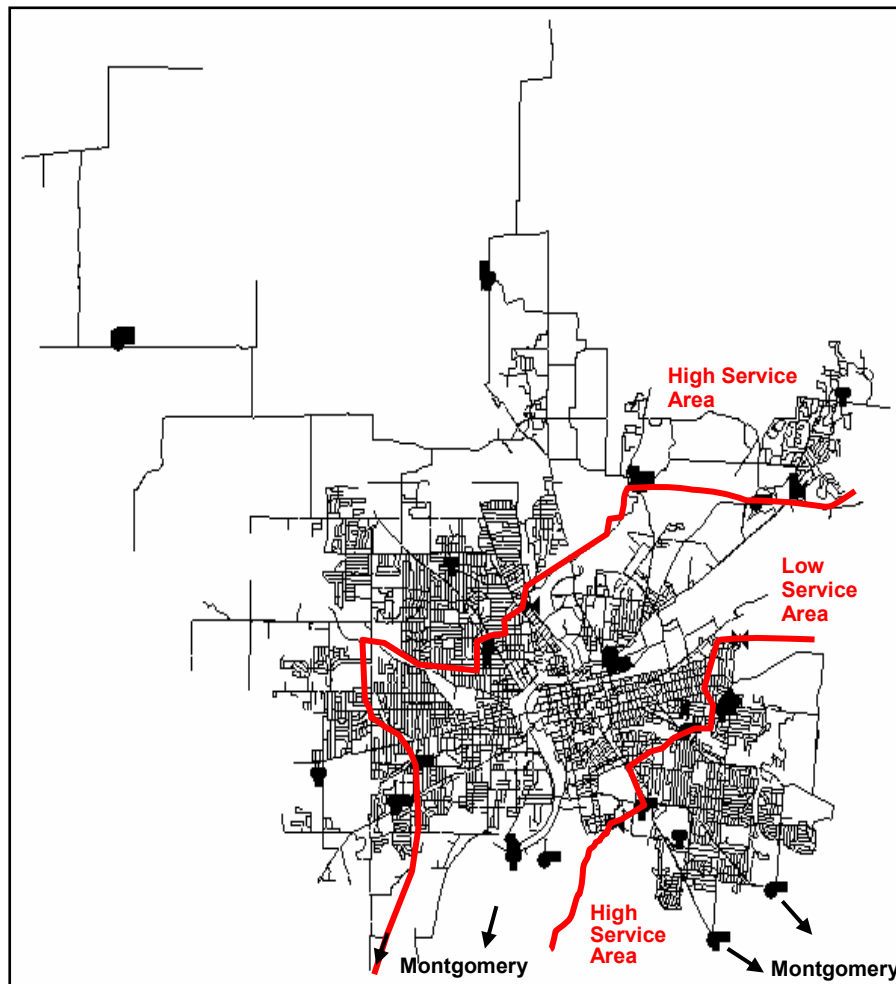 High Service
Area
Low
Service
Area
High
Service
Area
Montgomery
Montgomery